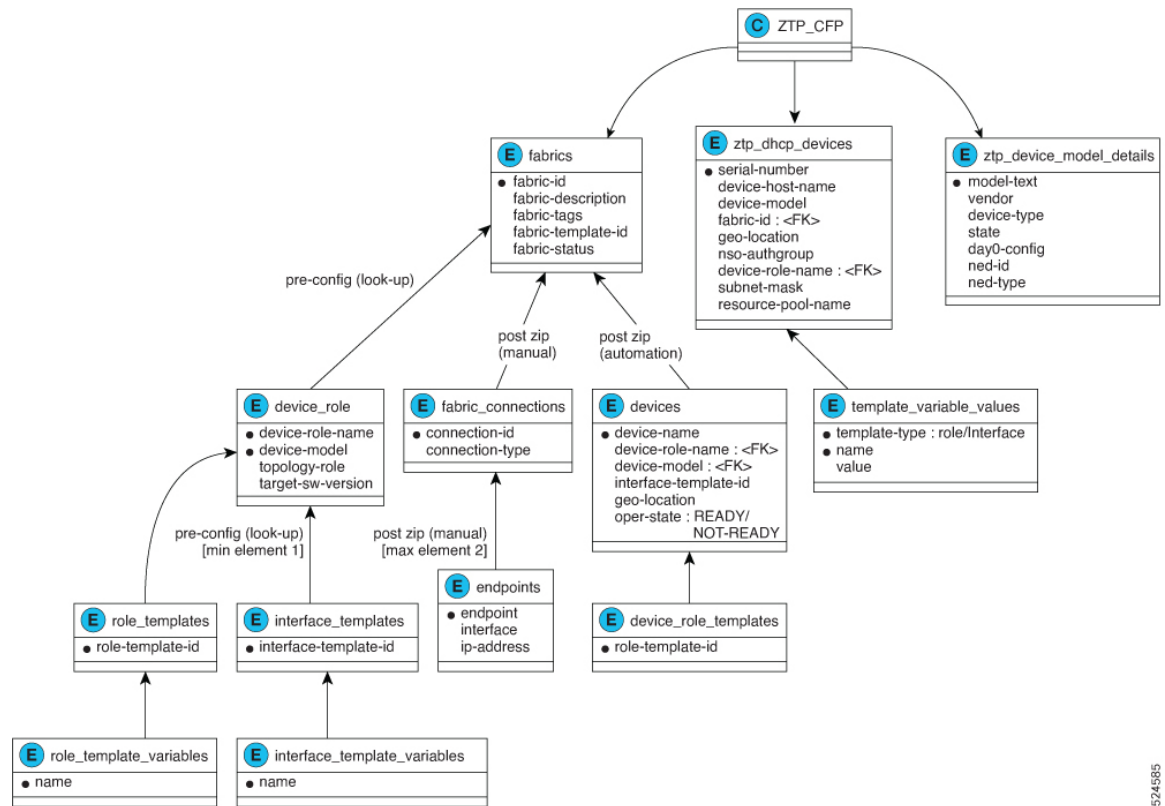 C ZTP_CFP
E fabrics
fabric-id
fabric-description
fabric-tags
fabric-template-id
fabric-status
E ztp_dhcp_devices
serial-number
device-host-name
device-model
fabric-id : <FK>
geo-location
nso-authgroup
device-role-name : <FK>
subnet-mask
resource-pool-name
E ztp_device_model_details
model-text
vendor
device-type
state
day0-config
ned-id
ned-type
pre-config (look-up)
post zip
(manual)
post zip
(automation)
E device_role
device-role-name
device-model
topology-role
target-sw-version
E fabric_connections
connection-id
connection-type
E devices
device-name
device-role-name : <FK>
device-model : <FK>
interface-template-id
geo-location
oper-state : READY/
NOT-READY
E template_variable_values
template-type : role/Interface
name
value
pre-config (look-up)
[min element 1]
post zip (manual)
[max element 2]
E role_templates
role-template-id
E interface_templates
interface-template-id
E endpoints
endpoint
interface
ip-address
E device_role_templates
role-template-id
E role_template_variables
name
E interface_template_variables
name
524585